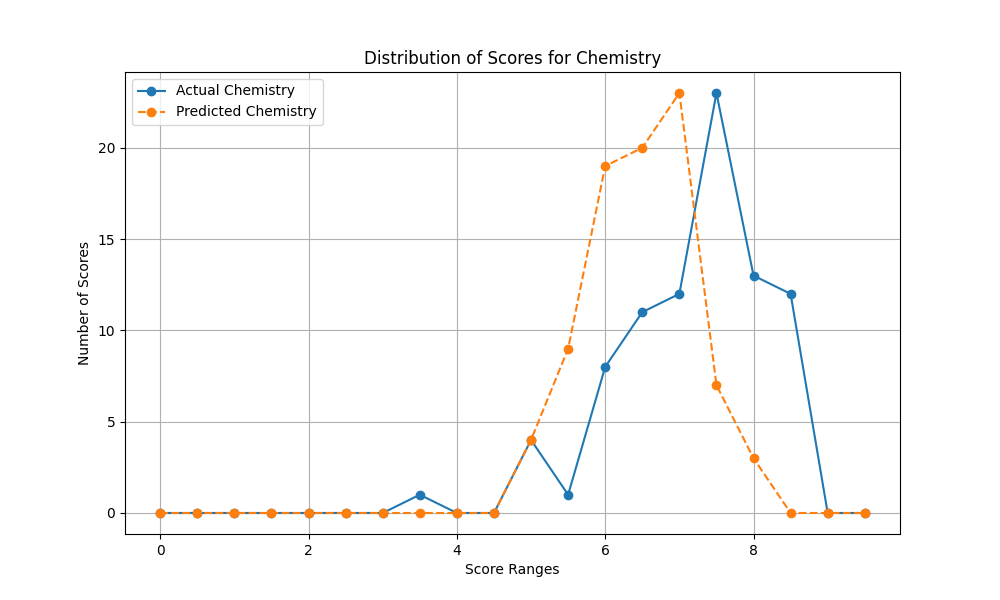 Distribution of Scores for Chemistry
Actual Chemistry
Predicted Chemistry
Number of Scores
20
15
10
5
0
0 2 4 6 8
Score Ranges